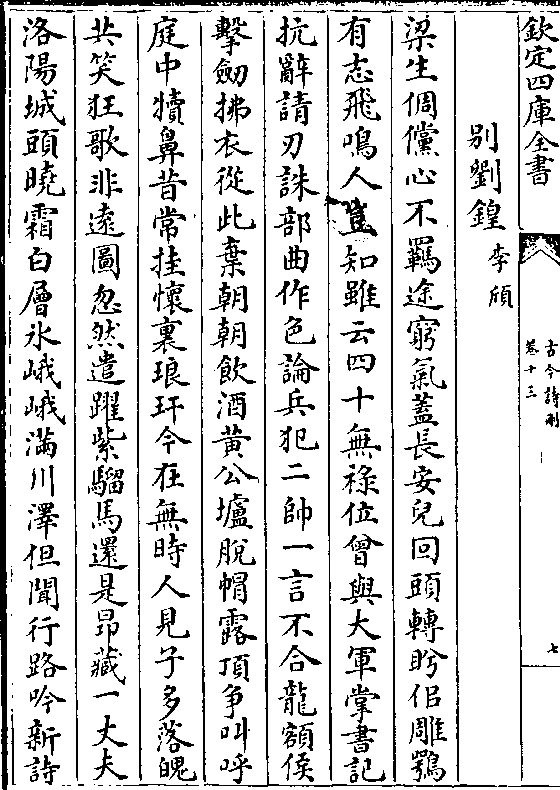 欽定四庫全書
古今詩刪
卷十三
七
別劉鍠 李頎
梁生倜儻心不羈途窮氣蓋長安兒回頭轉眄侣雕鶚
有志飛鳴人豈知雖云四十無祿位曾與大軍掌書記
抗辭請刃誅部曲作色論兵犯二帥一言不合龍額侯
擊劒拂衣從此棄朝朝飲酒黃公壚脫帽露頂争叫呼
庭中犢鼻昔常挂懷裏琅玕今在無時人見子多落魄
共笑狂歌非遠圖忽然遣躍紫騮馬還是昂藏一丈夫
洛陽城頭曉霜白層氷峨峨滿川澤但聞行路吟新詩